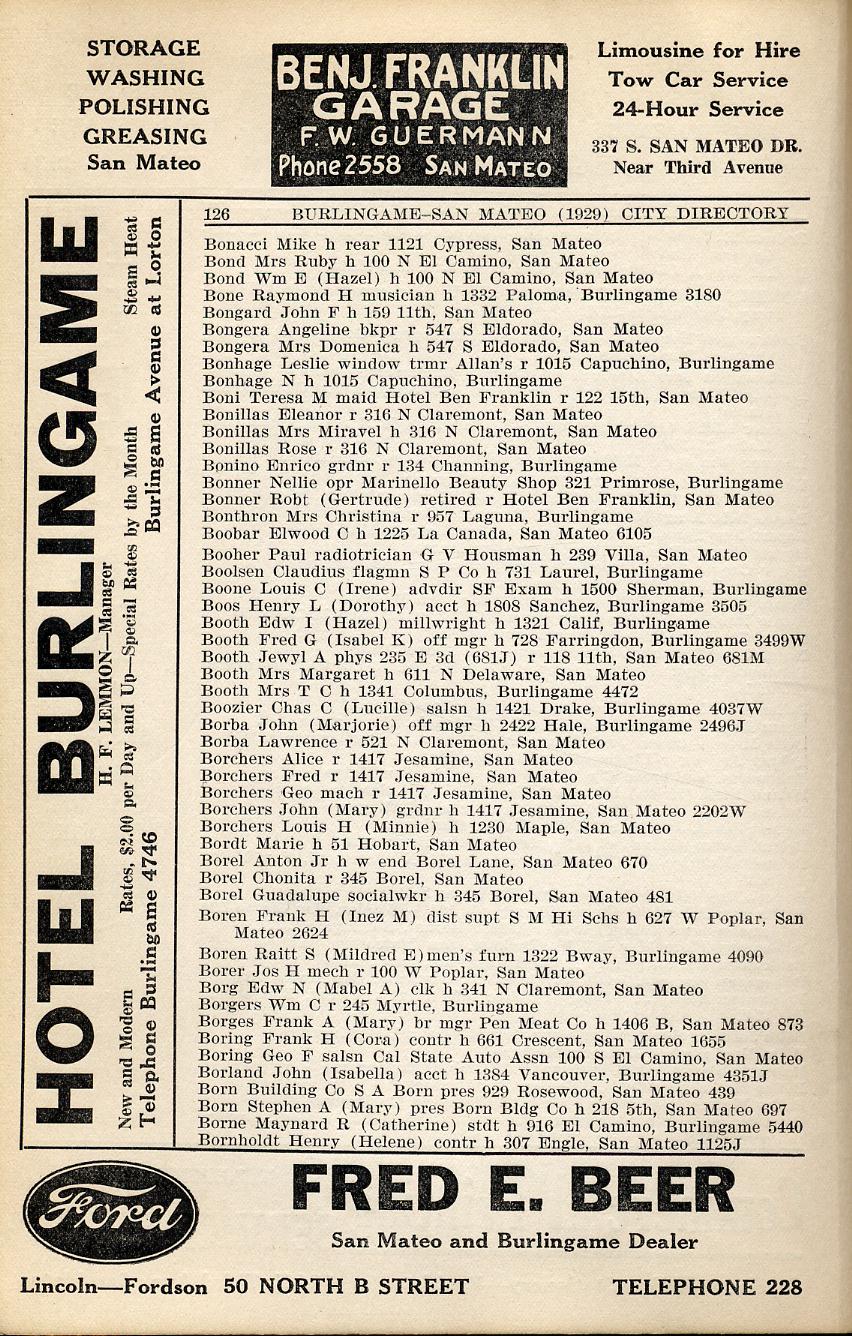 STORAGE
WASHING
POLISHING
GREASING
San Mateo
BENJ. FRANKLIN
GARAGE
F. W. GUERMANN
Phone 2558 SAN MATEO
Limousine for Hire
Tow Car Service
24-Hour Service
337 S. SAN MATEO DR.
Near Third Avenue
HOTEL BURLINGAME
H. F. LEMMON—Manager
New and Modern Rates, $2.00 per Day and Up—Special Rates by the Month Steam Heat
Telephone Burlingame 4746 Burlingame Avenue at Lorton
126 BURLINGAME-SAN MATEO (1929) CITY DIRECTORY
Bonacci Mike h rear 1121 Cypress, San Mateo
Bond Mrs Ruby h 100 N El Camino, San Mateo
Bond Wm E (Hazel) h 100 N El Camino, San Mateo
Bone Raymond H musician h 1332 Paloma, Burlingame 3180
Bongard John F h 159 11th, San Mateo
Bongera Angeline bkpr r 547 S Eldorado, San Mateo
Bongera Mrs Domenica h 547 S Eldorado, San Mateo
Bonhage Leslie window trmr Allan's r 1015 Capuchino, Burlingame
Bonhage N h 1015 Capuchino, Burlingame
Boni Teresa M maid Hotel Ben Franklin r 122 15th, San Mateo
Bonillas Eleanor r 316 N Claremont, San Mateo
Bonillas Mrs Miravel h 316 N Claremont, San Mateo
Bonillas Rose r 316 N Claremont, San Mateo
Bonino Enrico grdnr r 134 Channing, Burlingame
Bonner Nellie opr Marinello Beauty Shop 321 Primrose, Burlingame
Bonner Robt (Gertrude) retired r Hotel Ben Franklin, San Mateo
Bonthron Mrs Christina r 957 Laguna, Burlingame
Boobar Elwood C h 1225 La Canada, San Mateo 6105
Booher Paul radiotrician G V Housman h 239 Villa, San Mateo
Boolsen Claudius flagmn S P Co h 731 Laurel, Burlingame
Boone Louis C (Irene) advdir SF Exam h 1500 Sherman, Burlingame
Boos Henry L (Dorothy) acct h 1808 Sanchez, Burlingame 3505
Booth Edw I (Hazel) millwright h 1321 Calif, Burlingame
Booth Fred G (Isabel K) off mgr h 728 Farringdon, Burlingame 3499W
Booth Jewyl A phys 235 E 3d (681J) r 118 11th, San Mateo 681M
Booth Mrs Margaret h 611 N Delaware, San Mateo
Booth Mrs T C h 1341 Columbus, Burlingame 4472
Boozier Chas C (Lucille) salsn h 1421 Drake, Burlingame 4037W
Borba John (Marjorie) off mgr h 2422 Hale, Burlingame 2496J
Borba Lawrence r 521 N Claremont, San Mateo
Borchers Alice r 1417 Jesamine, San Mateo
Borchers Fred r 1417 Jesamine, San Mateo
Borchers Geo mach r 1417 Jesamine, San Mateo
Borchers John (Mary) grdnr h 1417 Jesamine, San Mateo 2202W
Borchers Louis H (Minnie) h 1230 Maple, San Mateo
Bordt Marie h 51 Hobart, San Mateo
Borel Anton Jr h w end Borel Lane, San Mateo 670
Borel Chonita r 345 Borel, San Mateo
Borel Guadalupe socialwkr h 345 Borel, San Mateo 481
Boren Frank H (Inez M) dist supt S M Hi Schs h 627 W Poplar, San
Mateo 2624
Boren Raitt S (Mildred E)men's furn 1322 Bway, Burlingame 4090
Borer Jos H mech r 100 W Poplar, San Mateo
Borg Edw N (Mabel A) clk h 341 N Claremont, San Mateo
Borgers Wm C r 245 Myrtle, Burlingame
Borges Frank A (Mary) br mgr Pen Meat Co h 1406 B, San Mateo 873
Boring Frank H (Cora) contr h 661 Crescent, San Mateo 1655
Boring Geo F salsn Cal State Auto Assn 100 S El Camino, San Mateo
Borland John (Isabella) acct h 1384 Vancouver, Burlingame 4351J
Born Building Co S A Born pres 929 Rosewood, San Mateo 439
Born Stephen A (Mary) pres Born Bldg Co h 218 5th, San Mateo 697
Borne Maynard R (Catherine) stdt h 916 El Camino, Burlingame 5440
Bornholdt Henry (Helene) contr h 307 Engle, San Mateo 1125J
Ford
FRED E. BEER
San Mateo and Burlingame Dealer
Lincoln—Fordson 50 NORTH B STREET TELEPHONE 228